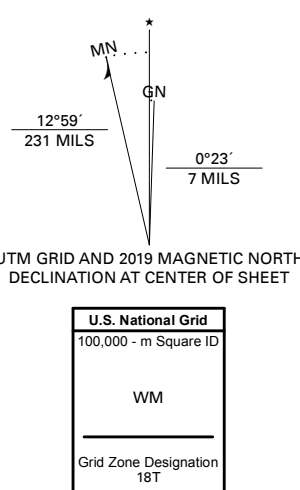 ★
MN
GN
12°59´
231 MILS
0°23´
7 MILS
UTM GRID AND 2019 MAGNETIC NORTH
DECLINATION AT CENTER OF SHEET
U.S. National Grid
100,000 - m Square ID
WM
Grid Zone Designation
18T